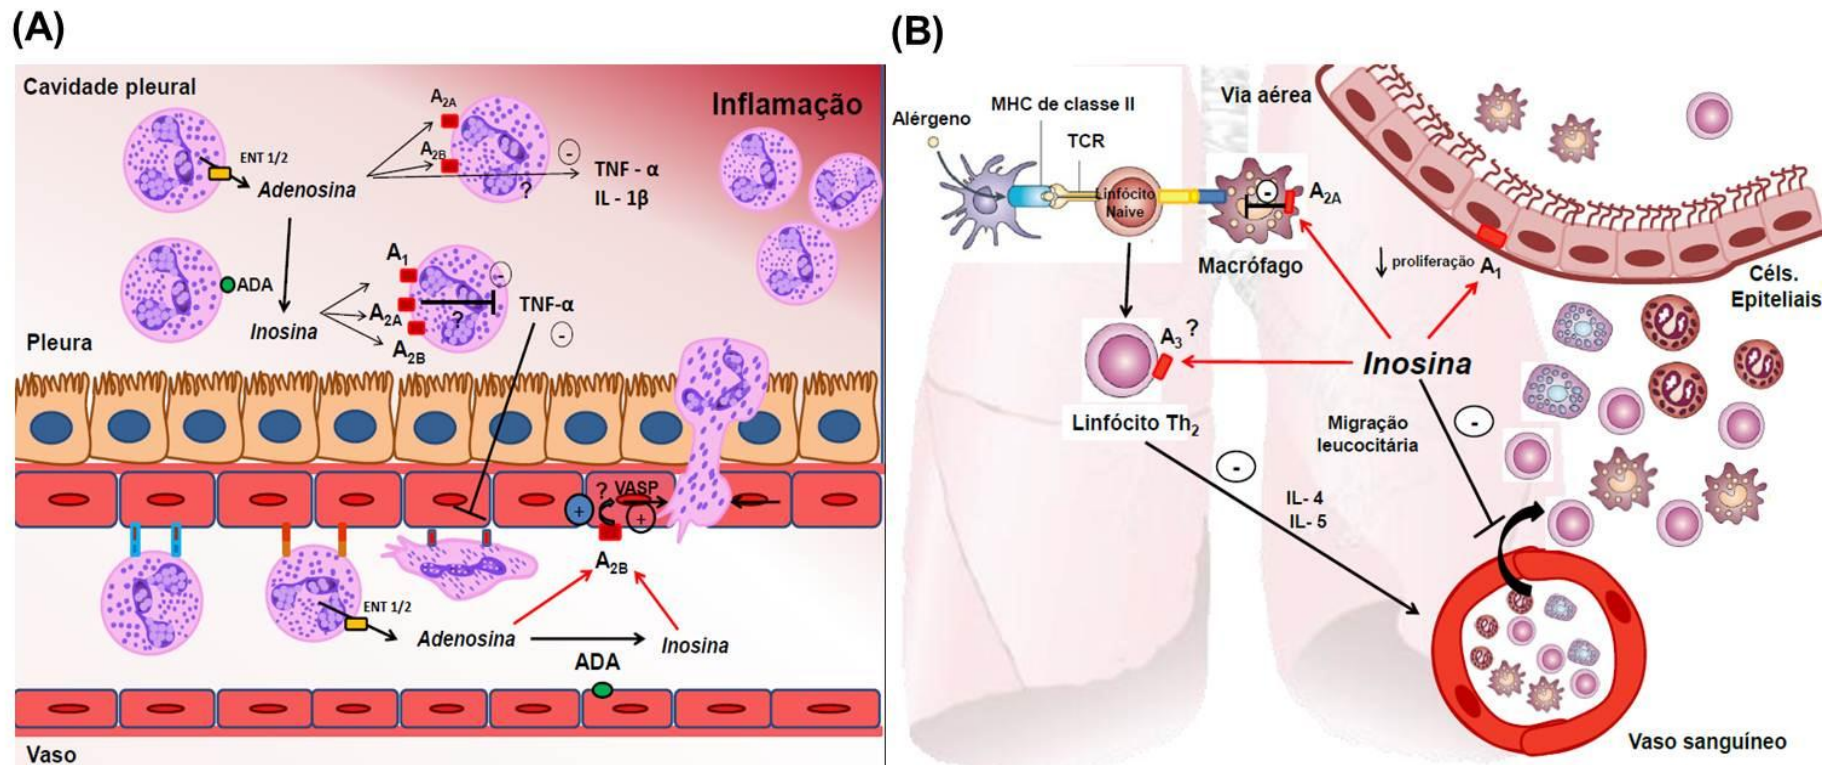 (A)
Cavidade pleural
Inflamação
A2A
ENT 1/2
A2B
-
TNF - α
IL - 1β
Adenosina
?
ADA
A1
-
A2A
?
TNF-α
-
Inosina
A2B
Pleura
? VASP
+
+
A2B
ENT 1/2
Adenosina
Inosina
ADA
Vaso
(B)
Via aérea
MHC de classe II
Alérgeno
TCR
Linfócito
Naive
-
A2A
Macrófago
↓ proliferação A1
Céls.
Epiteliais
A3 ?
Inosina
Linfócito Th2
Migração
leucocitária
-
-
IL- 4
IL- 5
Vaso sanguíneo